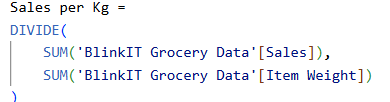 Sales per Kg =
DIVIDE(
    SUM('BlinkIT Grocery Data'[Sales]),
    SUM('BlinkIT Grocery Data'[Item Weight])
)